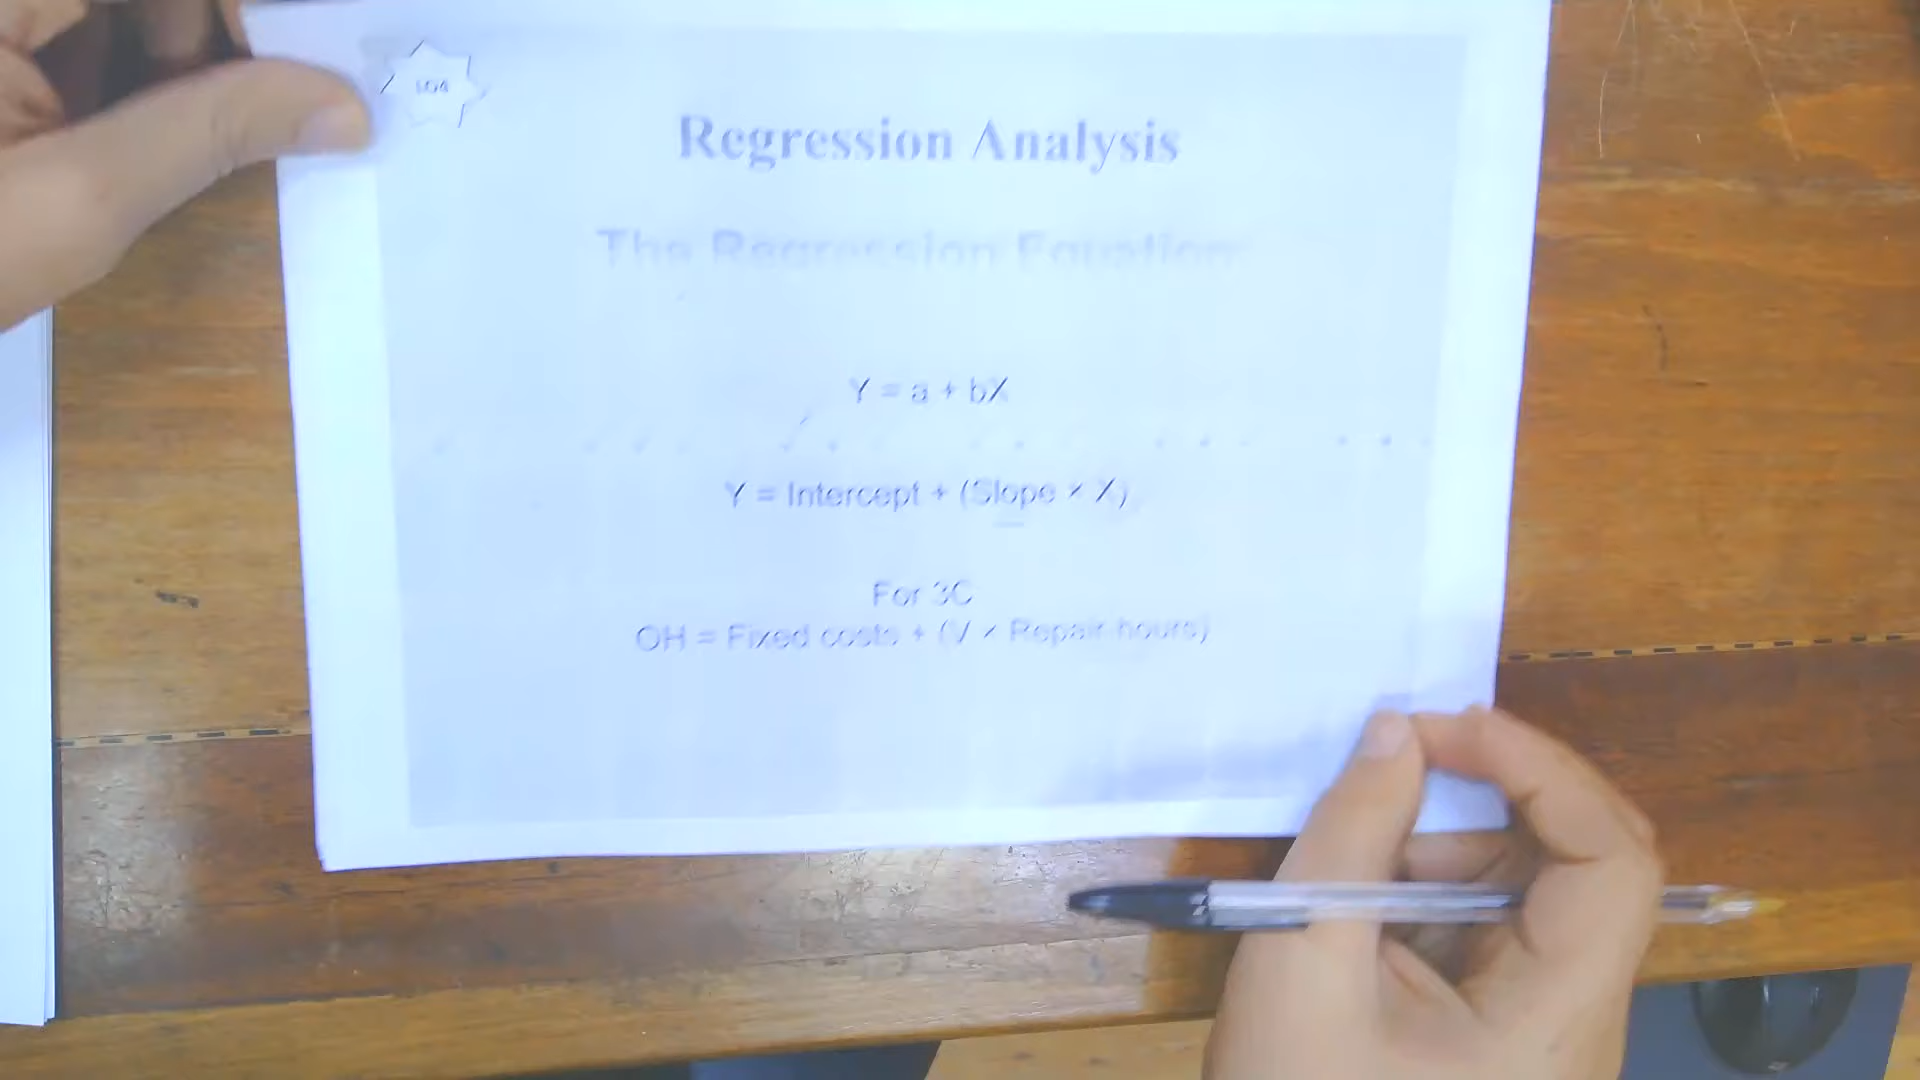 LO4
Regression Analysis
The Regression Equation:
Y = a + bX
Y = Intercept + (Slope × X)
For 3C
OH = Fixed costs + (V × Repair-hours)